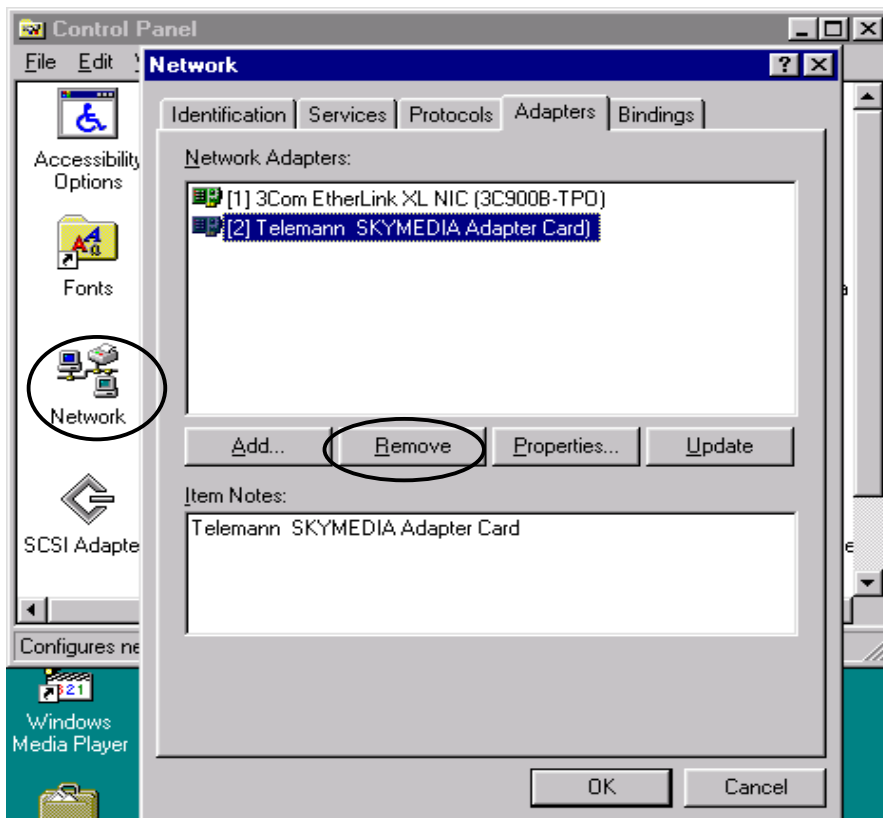 Control Panel
File Edit V
Network
Identification Services Protocols Adapters Bindings
Accessibility
Options
Network Adapters:
[1] 3Com EtherLink XL NIC (3C900B-TPO)
[2] Telemann SKYMEDIA Adapter Card)
Fonts
a
Network
Add... Remove Properties... Update
Item Notes:
Telemann SKYMEDIA Adapter Card
SCSI Adapte
e
Configures ne
321
Windows
Media Player
OK Cancel